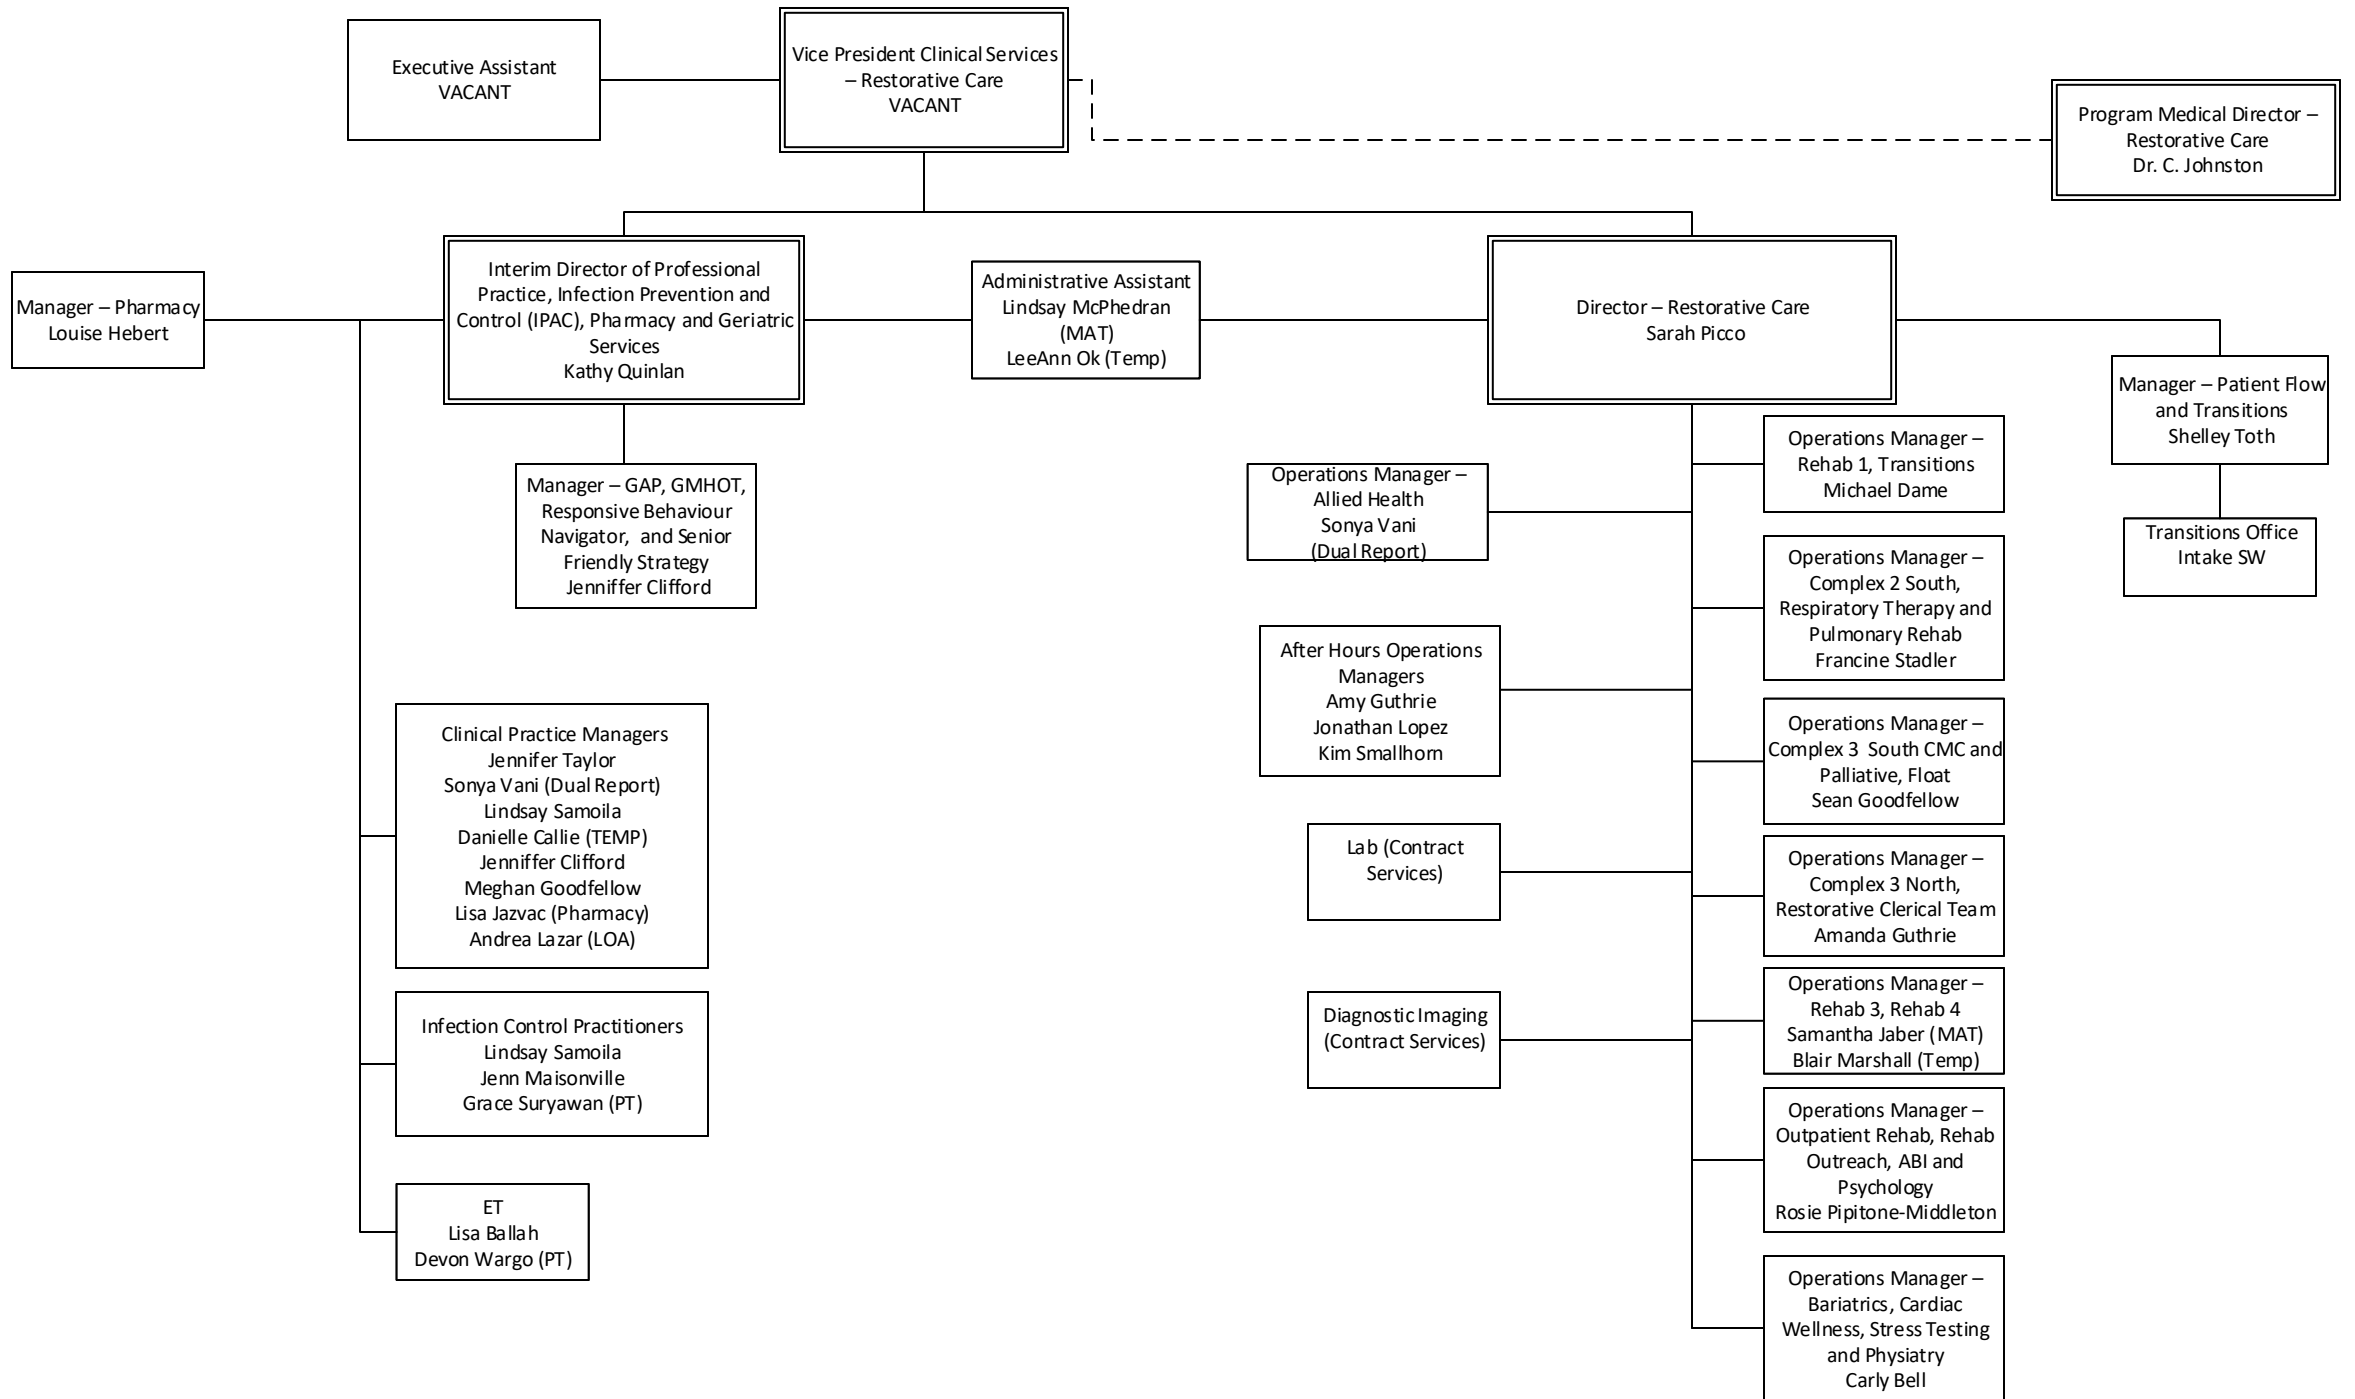 Executive Assistant
VACANT
Vice President Clinical Services
– Restorative Care
VACANT
Program Medical Director –
Restorative Care
Dr. C. Johnston
Manager – Pharmacy
Louise Hebert
Interim Director of Professional
Practice, Infection Prevention and
Control (IPAC), Pharmacy and Geriatric
Services
Kathy Quinlan
Administrative Assistant
Lindsay McPhedran
(MAT)
LeeAnn Ok (Temp)
Director – Restorative Care
Sarah Picco
Manager – Patient Flow
and Transitions
Shelley Toth
Transitions Office
Intake SW
Manager – GAP, GMHOT,
Responsive Behaviour
Navigator, and Senior
Friendly Strategy
Jenniffer Clifford
Clinical Practice Managers
Jennifer Taylor
Sonya Vani (Dual Report)
Lindsay Samoila
Danielle Callie (TEMP)
Jenniffer Clifford
Meghan Goodfellow
Lisa Jazvac (Pharmacy)
Andrea Lazar (LOA)
Infection Control Practitioners
Lindsay Samoila
Jenn Maisonville
Grace Suryawan (PT)
ET
Lisa Ballah
Devon Wargo (PT)
Operations Manager –
Allied Health
Sonya Vani
(Dual Report)
After Hours Operations
Managers
Amy Guthrie
Jonathan Lopez
Kim Smallhorn
Lab (Contract
Services)
Diagnostic Imaging
(Contract Services)
Operations Manager –
Rehab 1, Transitions
Michael Dame
Operations Manager –
Complex 2 South,
Respiratory Therapy and
Pulmonary Rehab
Francine Stadler
Operations Manager –
Complex 3 South CMC and
Palliative, Float
Sean Goodfellow
Operations Manager –
Complex 3 North,
Restorative Clerical Team
Amanda Guthrie
Operations Manager –
Rehab 3, Rehab 4
Samantha Jaber (MAT)
Blair Marshall (Temp)
Operations Manager –
Outpatient Rehab, Rehab
Outreach, ABI and
Psychology
Rosie Pipitone-Middleton
Operations Manager –
Bariatrics, Cardiac
Wellness, Stress Testing
and Physiatry
Carly Bell